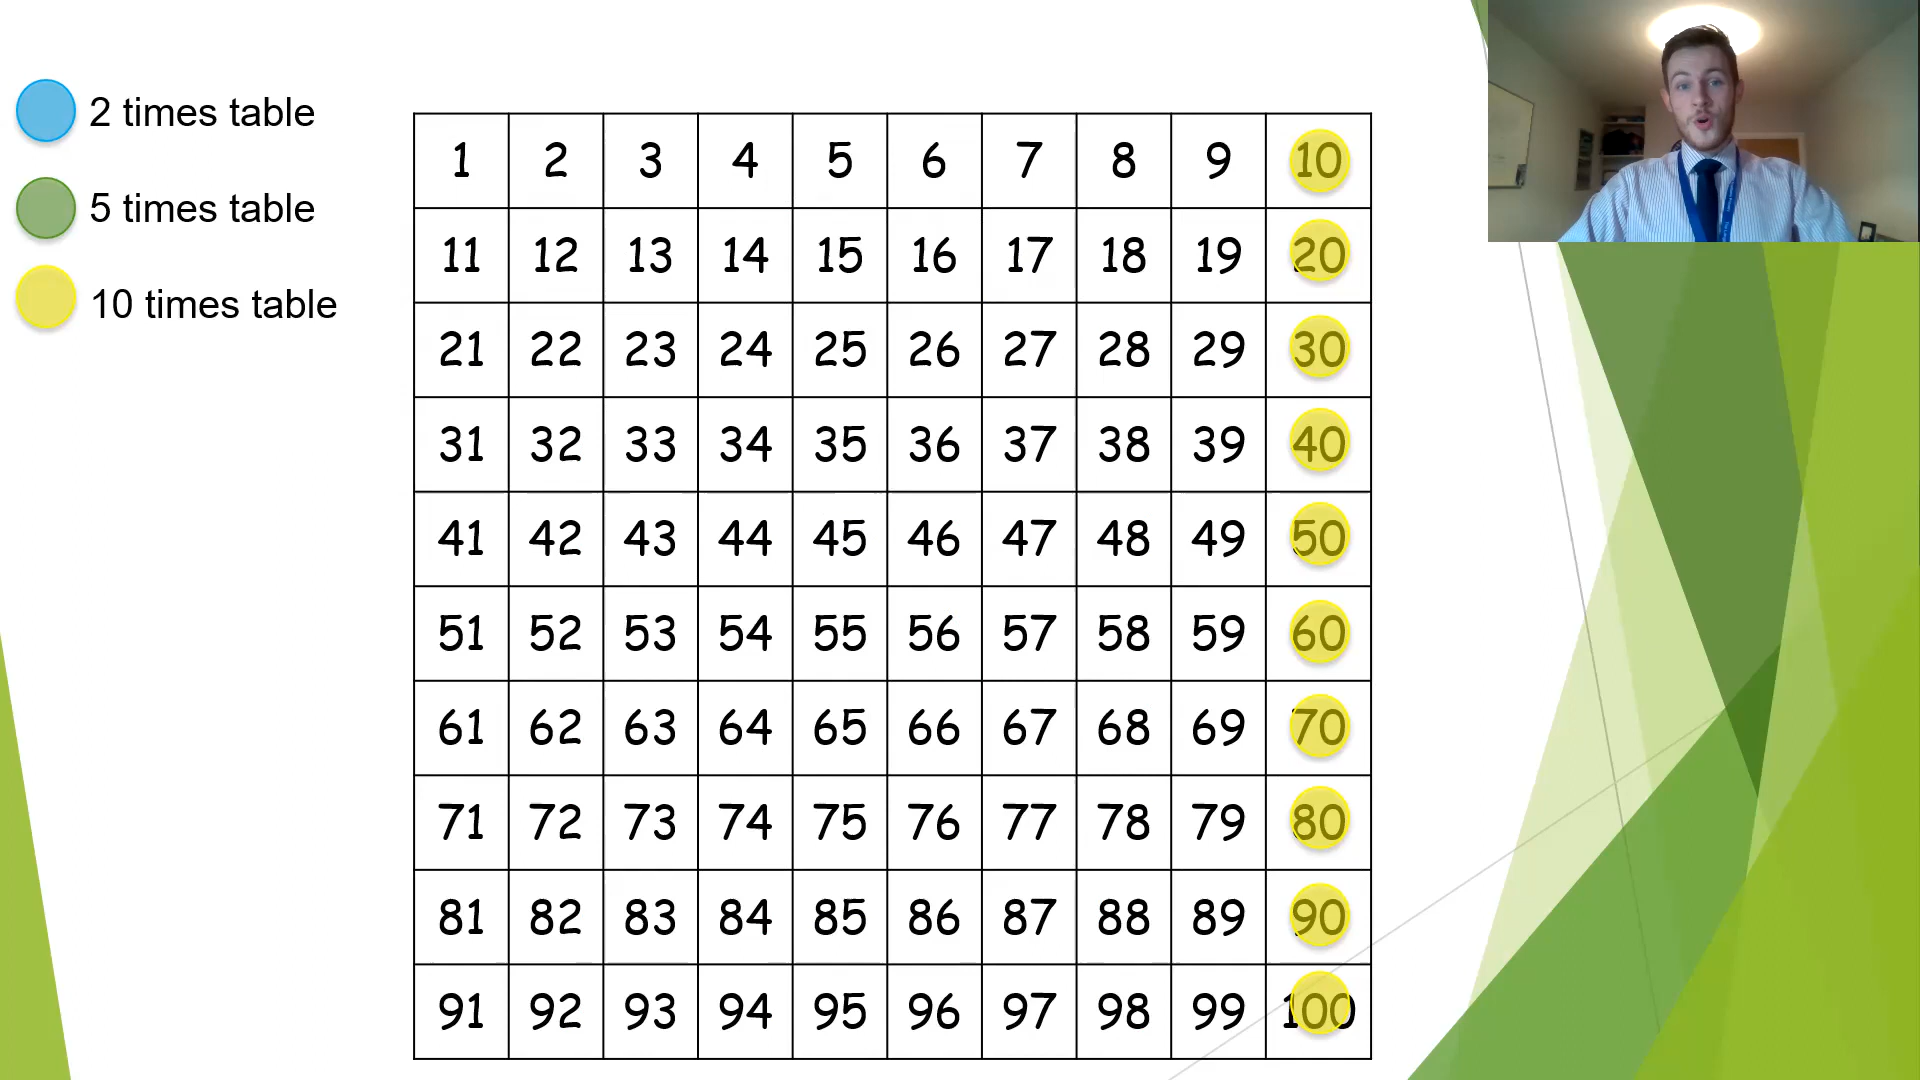 2 times table
5 times table
10 times table
1 2 3 4 5 6 7 8 9 10
11 12 13 14 15 16 17 18 19 20
21 22 23 24 25 26 27 28 29 30
31 32 33 34 35 36 37 38 39 40
41 42 43 44 45 46 47 48 49 50
51 52 53 54 55 56 57 58 59 60
61 62 63 64 65 66 67 68 69 70
71 72 73 74 75 76 77 78 79 80
81 82 83 84 85 86 87 88 89 90
91 92 93 94 95 96 97 98 99 100